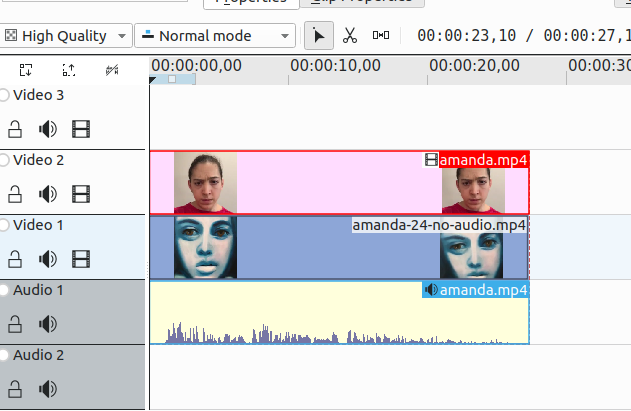 Properties Clip Properties
High Quality Normal mode 00:00:23,10 / 00:00:27,1
00:00:00,00 00:00:10,00 00:00:20,00 00:00:30
Video 3
Video 2 amanda.mp4
Video 1 amanda-24-no-audio.mp4
Audio 1 amanda.mp4
Audio 2